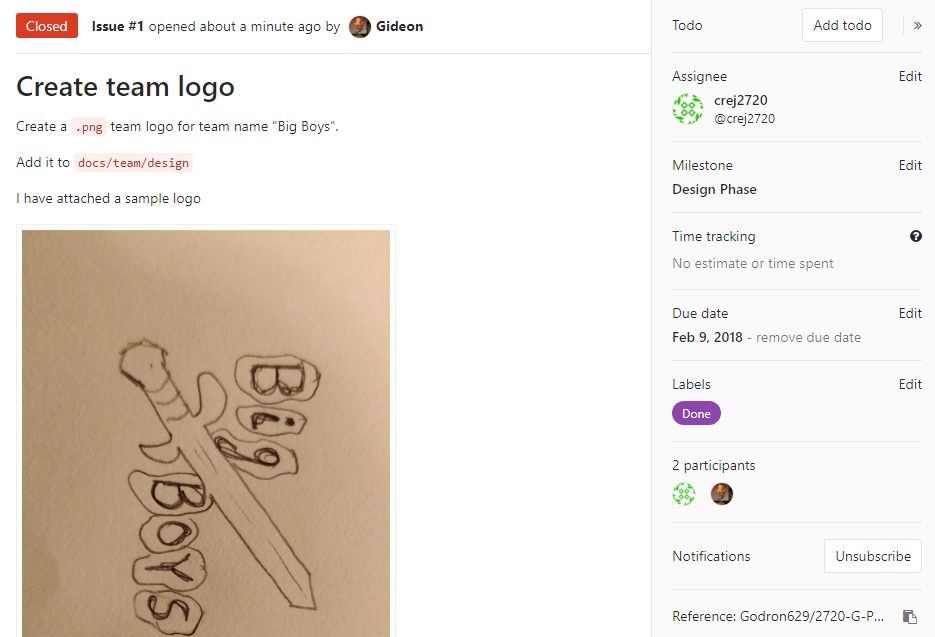 Closed Issue #1 opened about a minute ago by Gideon
Create team logo
Create a .png team logo for team name "Big Boys".
Add it to docs/team/design
I have attached a sample logo
Big
Boys
Todo Add todo »
Assignee Edit
crej2720
@crej2720
Milestone Edit
Design Phase
Time tracking
No estimate or time spent
Due date Edit
Feb 9, 2018 - remove due date
Labels Edit
Done
2 participants
Notifications Unsubscribe
Reference: Godron629/2720-G-P...